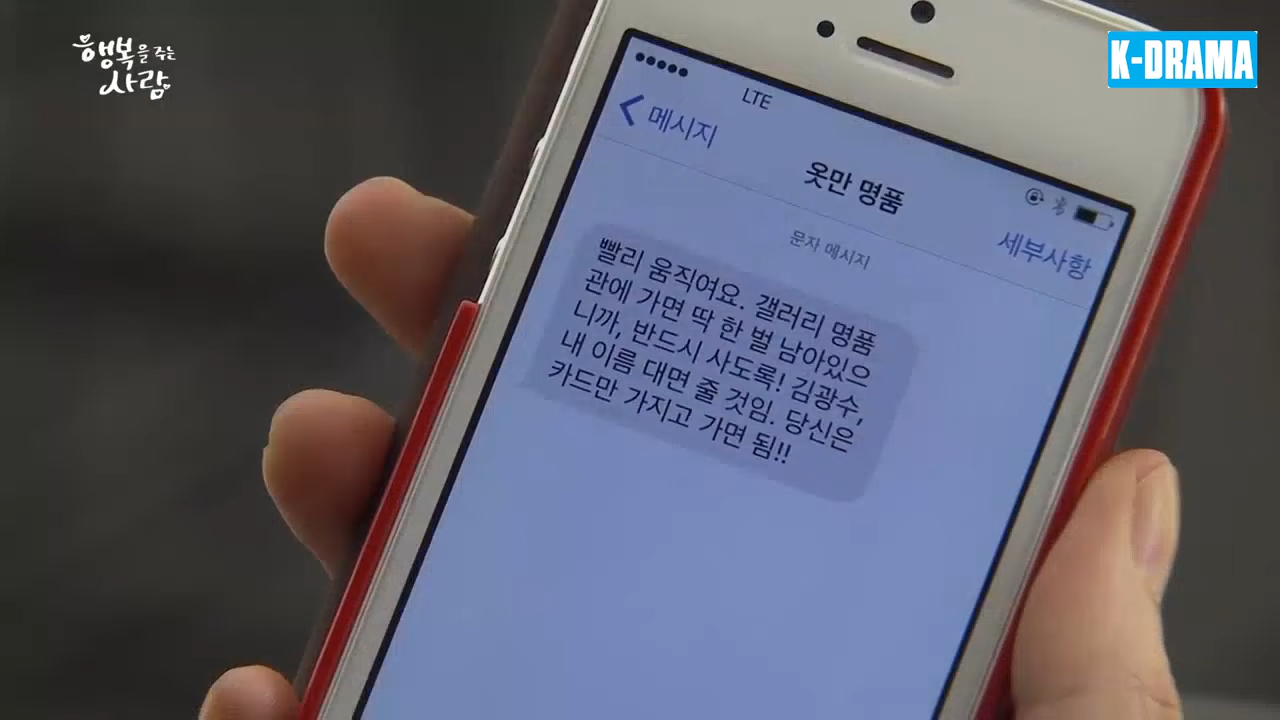 행복을 주는
사람
K-DRAMA
LTE
메시지
옷만 명품
세부사항
문자 메시지
빨리 움직여요. 갤러리 명품
관에 가면 딱 한 벌 남아있으
니까, 반드시 사도록! 김광수,
내 이름 대면 줄 것임. 당신은
카드만 가지고 가면 됨!!